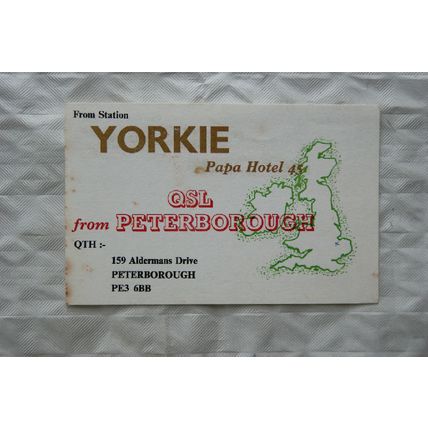 From Station
YORKIE
Papa Hotel 45
QSL
from PETERBOROUGH
QTH :-
159 Aldermans Drive
PETERBOROUGH
PE3 6BB